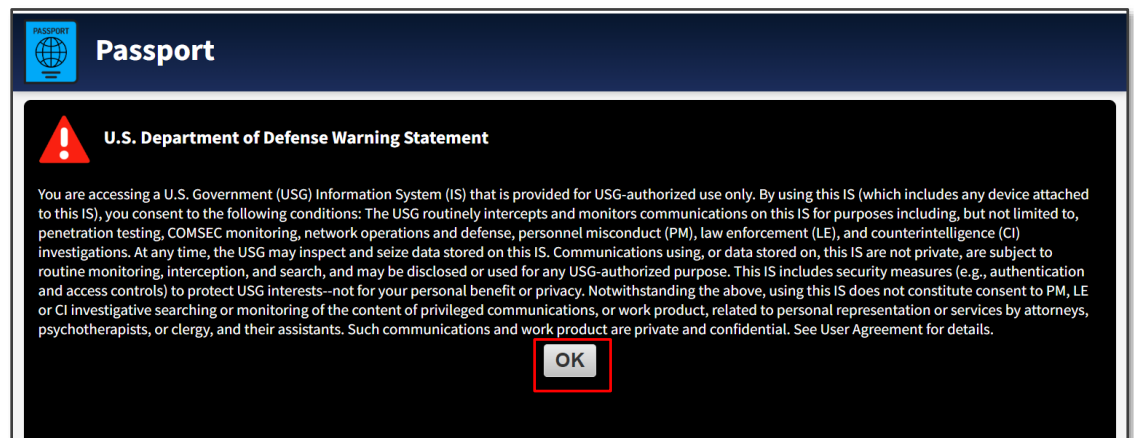 PASSPORT
Passport
U.S. Department of Defense Warning Statement
You are accessing a U.S. Government (USG) Information System (IS) that is provided for USG-authorized use only. By using this IS (which includes any device attached
to this IS), you consent to the following conditions: The USG routinely intercepts and monitors communications on this IS for purposes including, but not limited to,
penetration testing, COMSEC monitoring, network operations and defense, personnel misconduct (PM), law enforcement (LE), and counterintelligence (CI)
investigations. At any time, the USG may inspect and seize data stored on this IS. Communications using, or data stored on, this IS are not private, are subject to
routine monitoring, interception, and search, and may be disclosed or used for any USG-authorized purpose. This IS includes security measures (e.g., authentication
and access controls) to protect USG interests--not for your personal benefit or privacy. Notwithstanding the above, using this IS does not constitute consent to PM, LE
or CI investigative searching or monitoring of the content of privileged communications, or work product, related to personal representation or services by attorneys,
psychotherapists, or clergy, and their assistants. Such communications and work product are private and confidential. See User Agreement for details.
OK